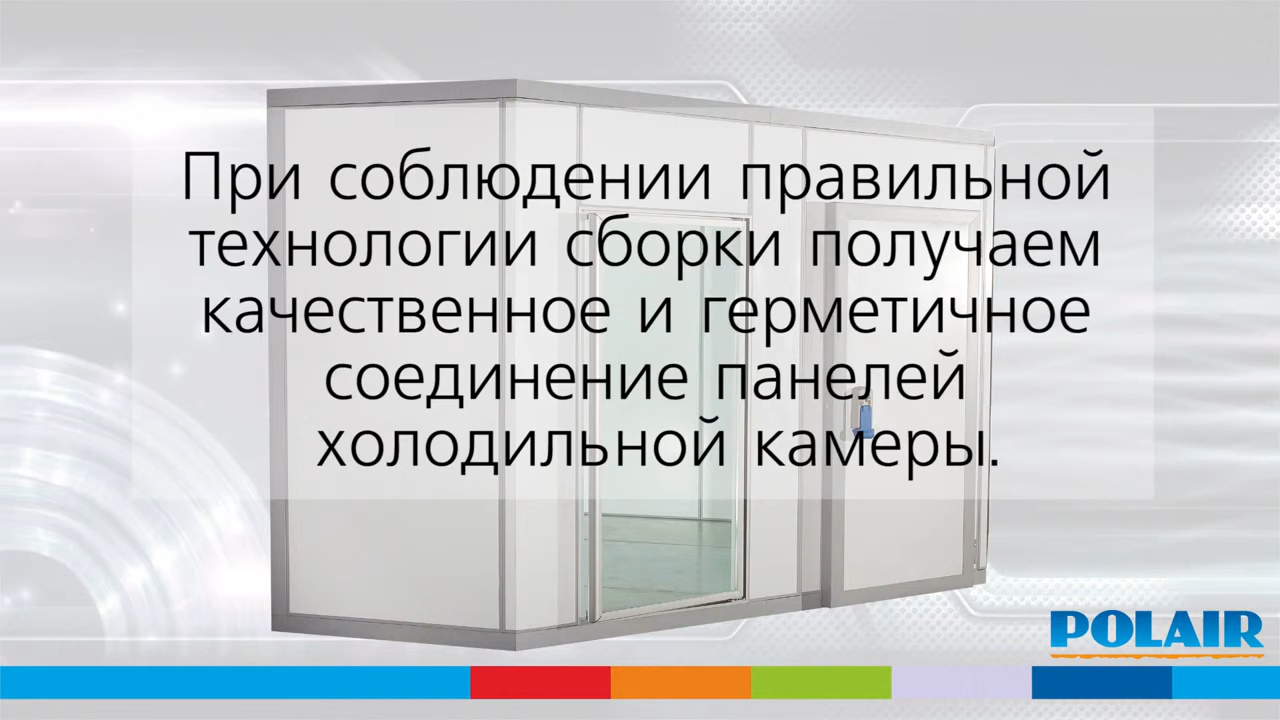 При соблюдении правильной
технологии сборки получаем
качественное и герметичное
соединение панелей
холодильной камеры.
POLAIR